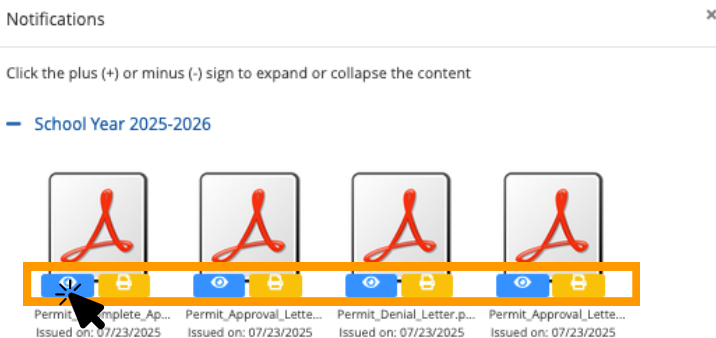 Notifications
×
Click the plus (+) or minus (-) sign to expand or collapse the content
− School Year 2025-2026
Permit_ mplete_Ap... Permit_Approval_Lette... Permit_Denial_Letter.p... Permit_Approval_Lette...
Issued on: 07/23/2025 Issued on: 07/23/2025 Issued on: 07/23/2025 Issued on: 07/23/2025